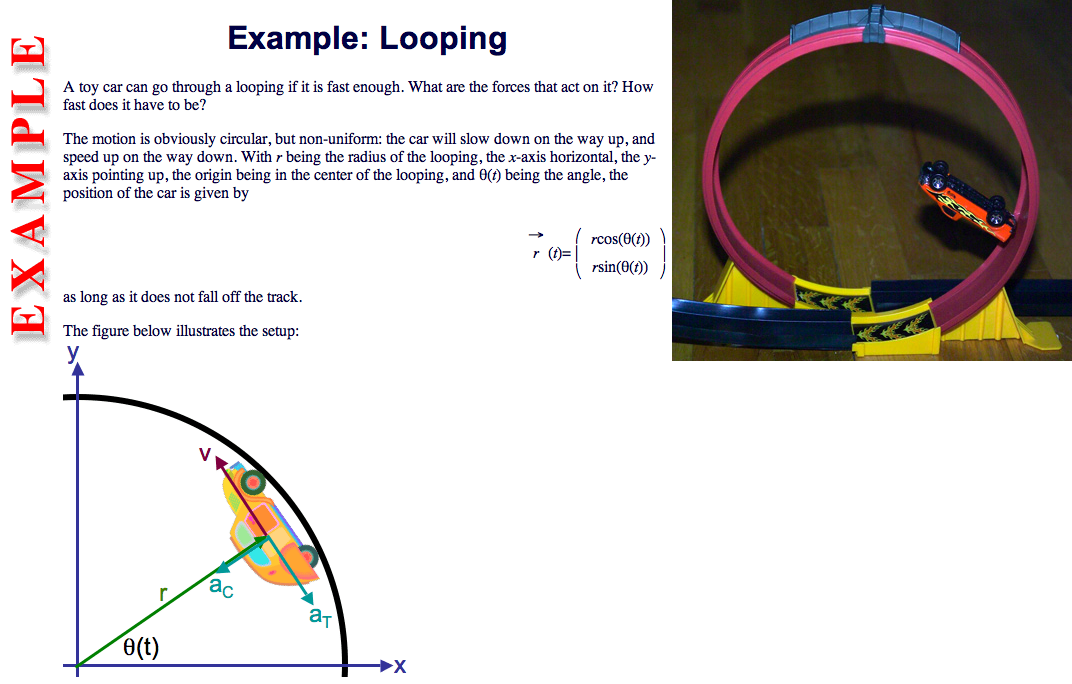 EXAMPLE
Example: Looping
A toy car can go through a looping if it is fast enough. What are the forces that act on it? How
fast does it have to be?
The motion is obviously circular, but non-uniform: the car will slow down on the way up, and
speed up on the way down. With r being the radius of the looping, the x-axis horizontal, the y-
axis pointing up, the origin being in the center of the looping, and θ(t) being the angle, the
position of the car is given by
r⃗ (t)= ( rcos(θ(t))
rsin(θ(t)) )
as long as it does not fall off the track.
The figure below illustrates the setup:
y
v
r
aC
aT
θ(t)
x